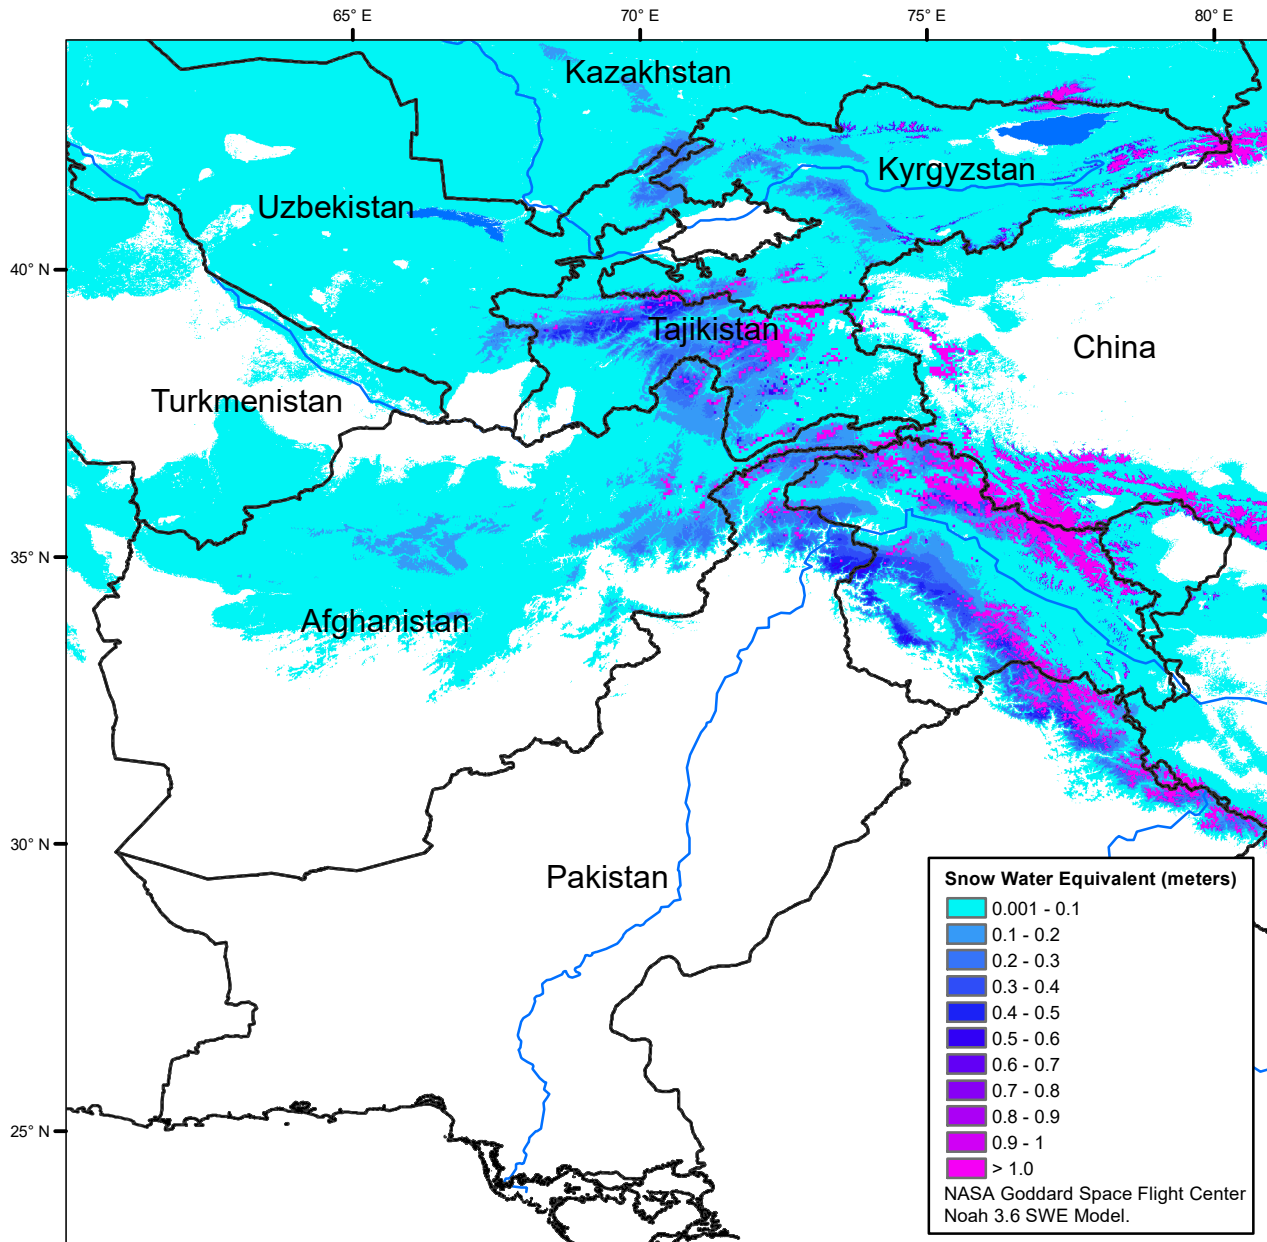 65° E
70° E
75° E
80° E
Kazakhstan
Kyrgyzstan
Uzbekistan
40° N
Tajikistan
China
Turkmenistan
35° N
Afghanistan
30° N
Pakistan
25° N
Snow Water Equivalent (meters)
0.001 - 0.1
0.1 - 0.2
0.2 - 0.3
0.3 - 0.4
0.4 - 0.5
0.5 - 0.6
0.6 - 0.7
0.7 - 0.8
0.8 - 0.9
0.9 - 1
> 1.0
NASA Goddard Space Flight Center
Noah 3.6 SWE Model.